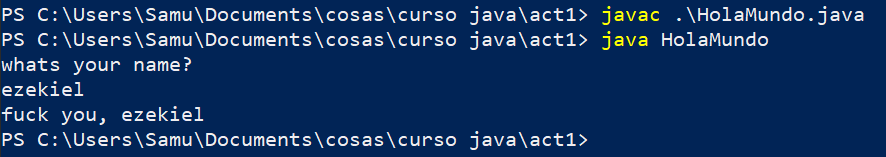 PS C:\Users\Samu\Documents\cosas\curso java\act1> javac .\HolaMundo.java
PS C:\Users\Samu\Documents\cosas\curso java\act1> java HolaMundo
whats your name?
ezekiel
fuck you, ezekiel
PS C:\Users\Samu\Documents\cosas\curso java\act1>